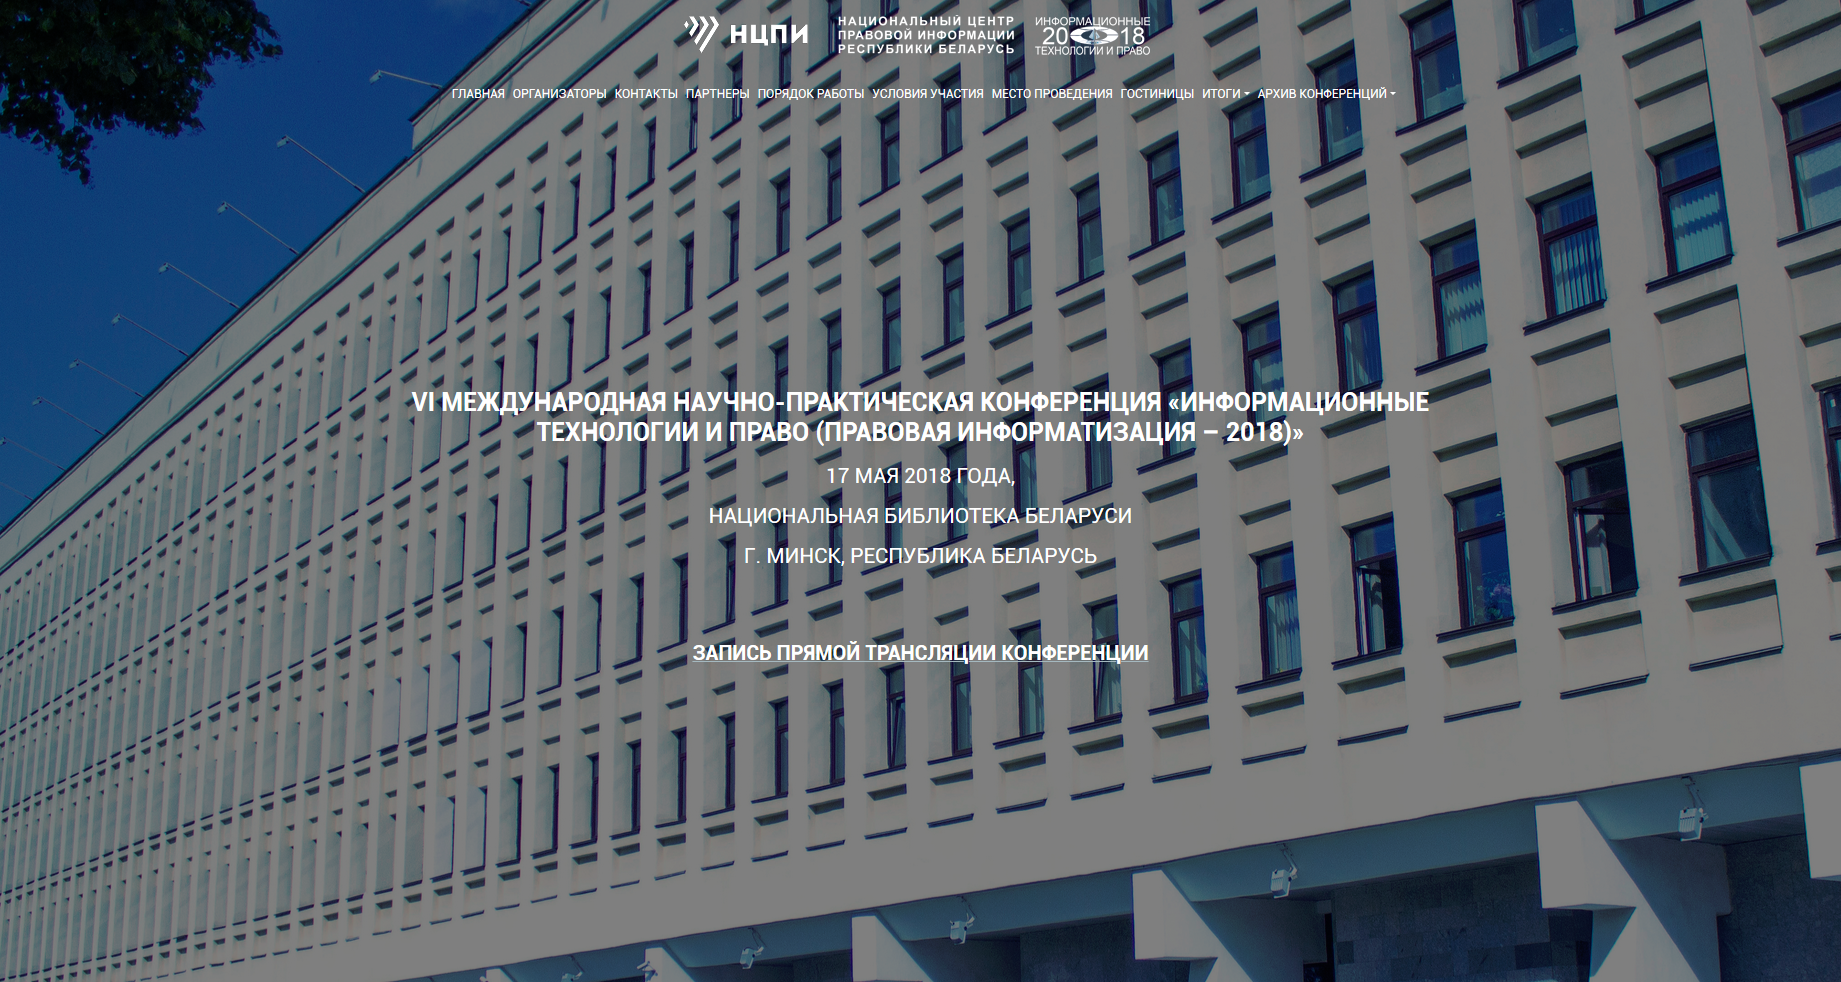 НЦПИ
НАЦИОНАЛЬНЫЙ ЦЕНТР
ПРАВОВОЙ ИНФОРМАЦИИ
РЕСПУБЛИКИ БЕЛАРУСЬ
ИНФОРМАЦИОННЫЕ
2018
ТЕХНОЛОГИИ И ПРАВО
ГЛАВНАЯ ОРГАНИЗАТОРЫ КОНТАКТЫ ПАРТНЕРЫ ПОРЯДОК РАБОТЫ УСЛОВИЯ УЧАСТИЯ МЕСТО ПРОВЕДЕНИЯ ГОСТИНИЦЫ ИТОГИ АРХИВ КОНФЕРЕНЦИЙ
VI МЕЖДУНАРОДНАЯ НАУЧНО-ПРАКТИЧЕСКАЯ КОНФЕРЕНЦИЯ «ИНФОРМАЦИОННЫЕ
ТЕХНОЛОГИИ И ПРАВО (ПРАВОВАЯ ИНФОРМАТИЗАЦИЯ – 2018)»
17 МАЯ 2018 ГОДА,
НАЦИОНАЛЬНАЯ БИБЛИОТЕКА БЕЛАРУСИ
Г. МИНСК, РЕСПУБЛИКА БЕЛАРУСЬ
ЗАПИСЬ ПРЯМОЙ ТРАНСЛЯЦИИ КОНФЕРЕНЦИИ